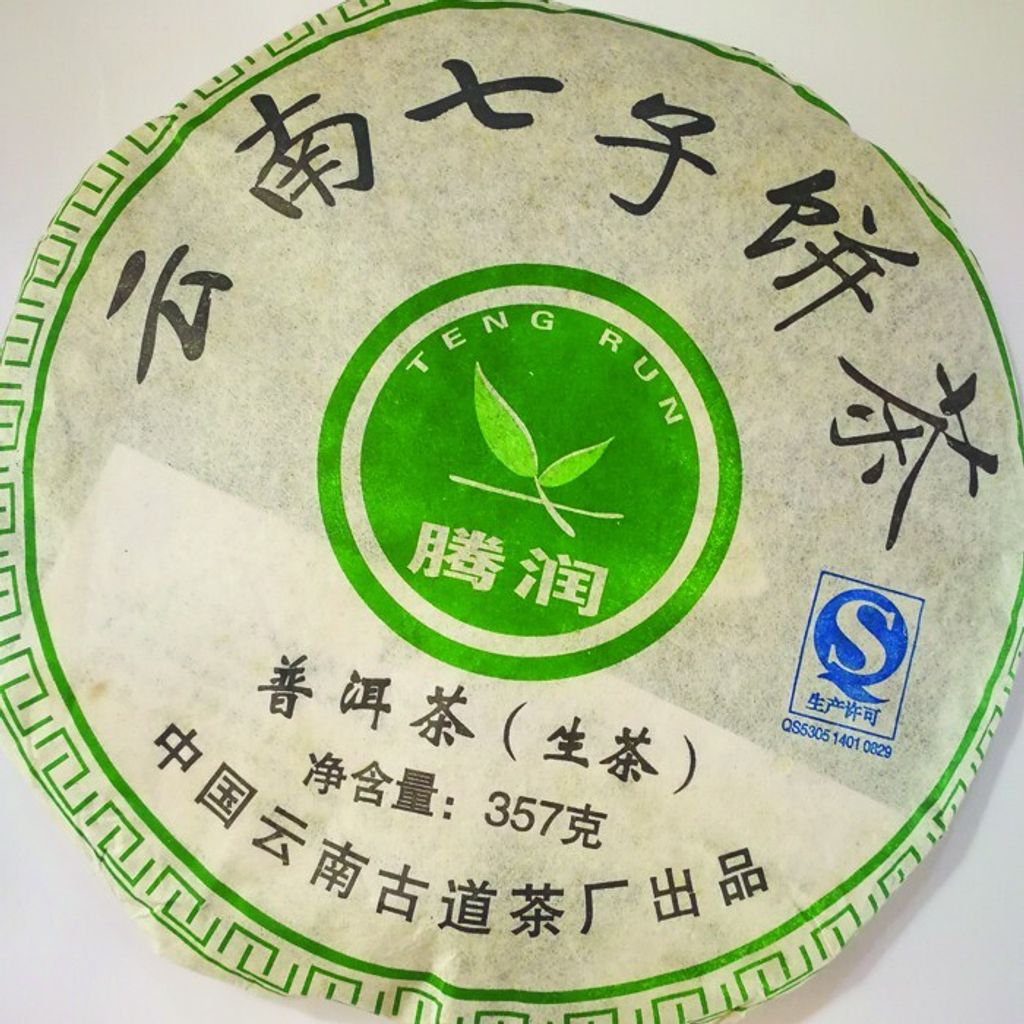 云南七子饼茶
TENG RUN
腾润
生产许可
QS5305 1401 0829
普洱茶（生茶）
净含量：357克
中国云南古道茶厂出品